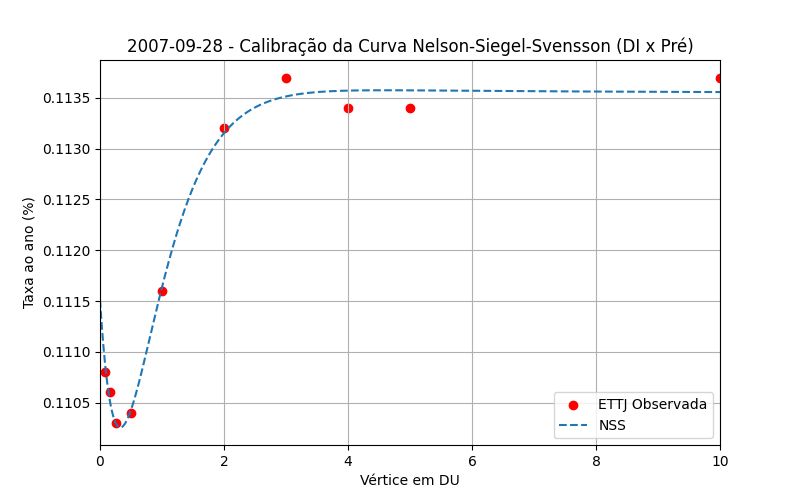 2007-09-28 - Calibração da Curva Nelson-Siegel-Svensson (DI x Pré)
0.1135
0.1130
0.1125
0.1120
0.1115
0.1110
0.1105
Taxa ao ano (%)
ETTJ Observada
NSS
0 2 4 6 8 10
Vértice em DU